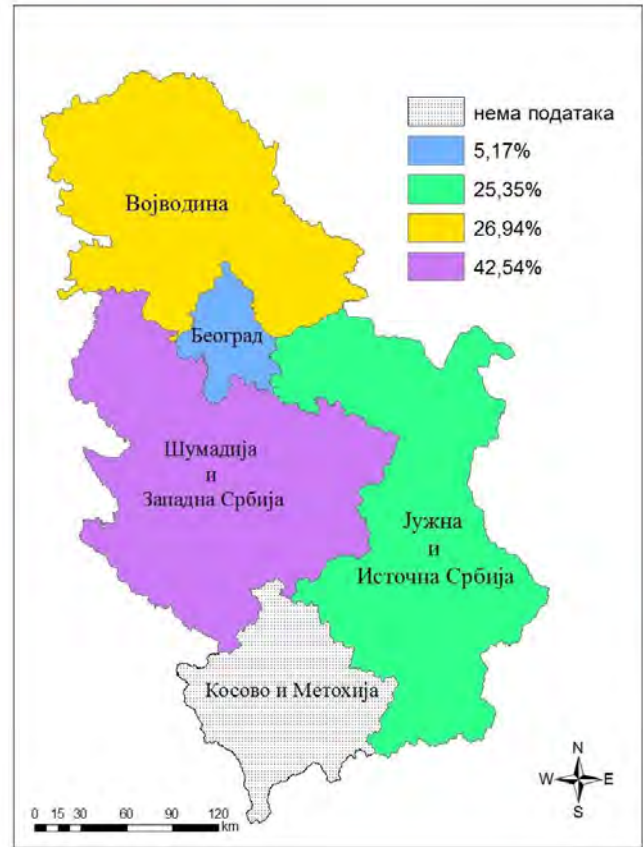 нема података
5,17%
25,35%
26,94%
42,54%
Војводина
Београд
Шумадија
и
Западна Србија
Јужна
и
Источна Србија
Косово и Метохија
N
W E
S
0 15 30 60 90 120
km